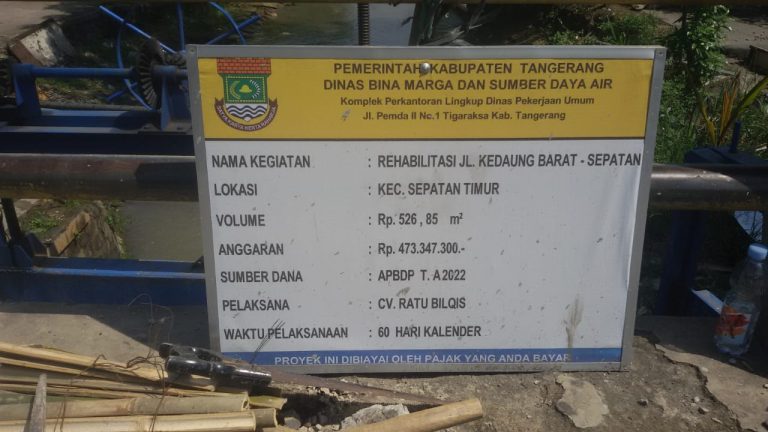 PEMERINTAH KABUPATEN TANGERANG
DINAS BINA MARGA DAN SUMBER DAYA AIR
Komplek Perkantoran Lingkup Dinas Pekerjaan Umum
Jl. Pemda II No.1 Tigaraksa Kab. Tangerang
NAMA KEGIATAN : REHABILITASI JL. KEDAUNG BARAT - SEPATAN
LOKASI : KEC. SEPATAN TIMUR
VOLUME : Rp. 526 , 85 m²
ANGGARAN : Rp. 473.347.300.-
SUMBER DANA : APBDP T. A 2022
PELAKSANA : CV. RATU BILQIS
WAKTU PELAKSANAAN : 60 HARI KALENDER
PROYEK INI DIBIAYAI OLEH PAJAK YANG ANDA BAYAR